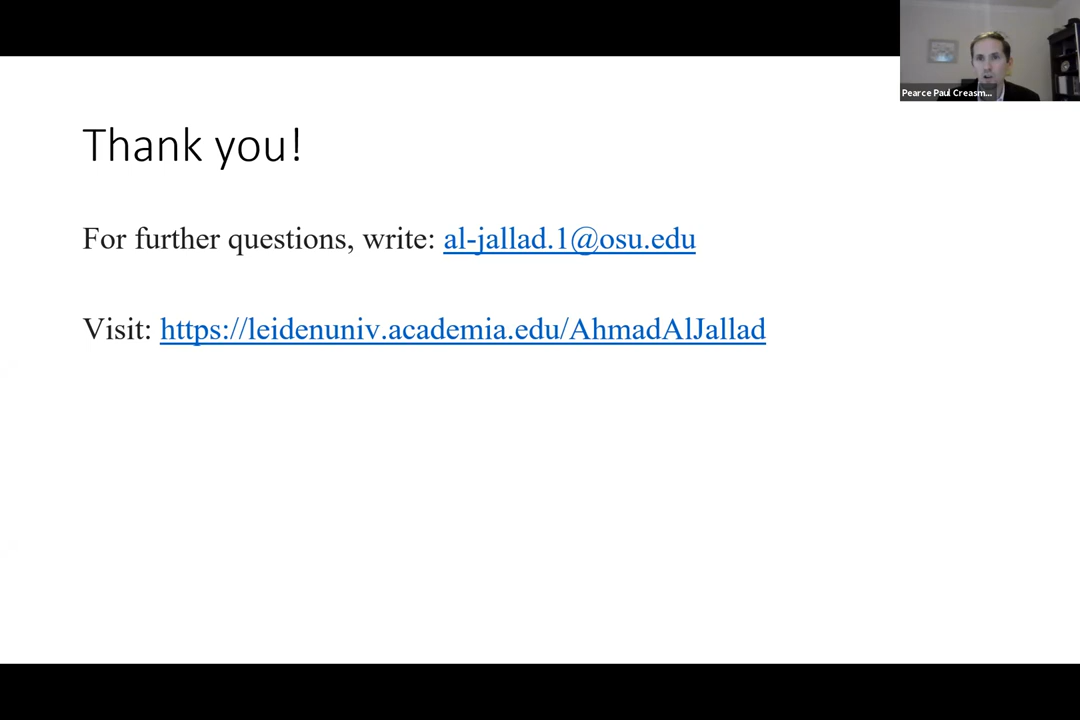 Pearce Paul Creasm...
Thank you!
For further questions, write: al-jallad.1@osu.edu
Visit: https://leidenuniv.academia.edu/AhmadAlJallad